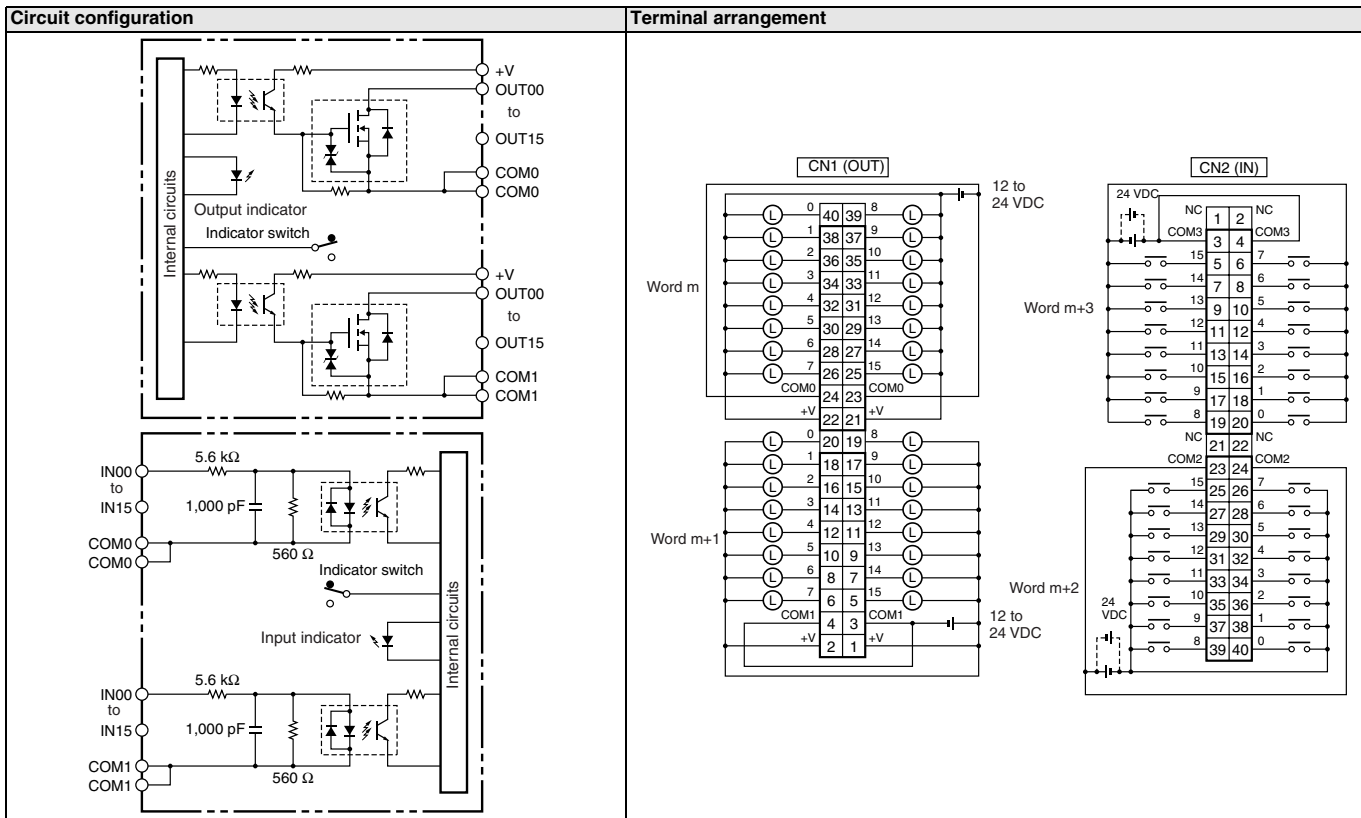 Circuit configuration
Terminal arrangement
+V
OUT00
to
OUT15
COM0
COM0
Internal circuits
Output indicator
Indicator switch
+V
OUT00
to
OUT15
COM1
COM1
IN00
to
IN15
COM0
COM0
5.6 kΩ
1,000 pF
560 Ω
Indicator switch
Input indicator
Internal circuits
IN00
to
IN15
COM1
COM1
5.6 kΩ
1,000 pF
560 Ω
CN1 (OUT)
12 to
24 VDC
Word m
L 0 40 39 8 L
L 1 38 37 9 L
L 2 36 35 10 L
L 3 34 33 11 L
L 4 32 31 12 L
L 5 30 29 13 L
L 6 28 27 14 L
L 7 26 25 15 L
COM0 24 23 COM0
+V 22 21 +V
Word m+1
L 0 20 19 8 L
L 1 18 17 9 L
L 2 16 15 10 L
L 3 14 13 11 L
L 4 12 11 12 L
L 5 10 9 13 L
L 6 8 7 14 L
L 7 6 5 15 L
COM1 4 3 COM1
+V 2 1 +V
12 to
24 VDC
CN2 (IN)
24 VDC
NC 1 2 NC
COM3 3 4 COM3
Word m+3
15 5 6 7
14 7 8 6
13 9 10 5
12 11 12 4
11 13 14 3
10 15 16 2
9 17 18 1
8 19 20 0
NC 21 22 NC
COM2 23 24 COM2
Word m+2
15 25 26 7
14 27 28 6
13 29 30 5
12 31 32 4
11 33 34 3
10 35 36 2
9 37 38 1
8 39 40 0
24
VDC